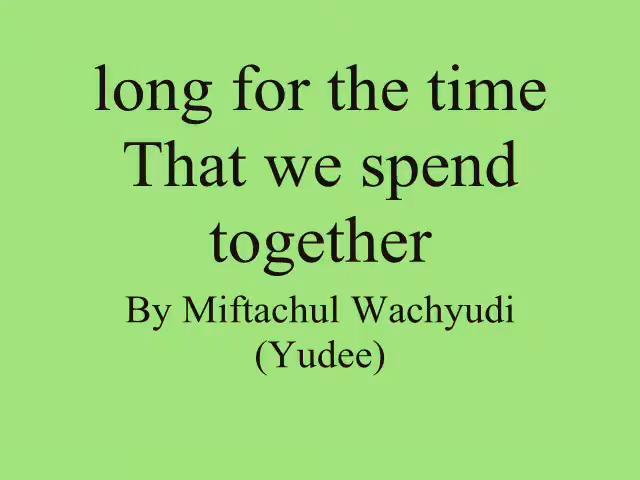 long for the time
That we spend
together
By Miftachul Wachyudi
(Yudee)